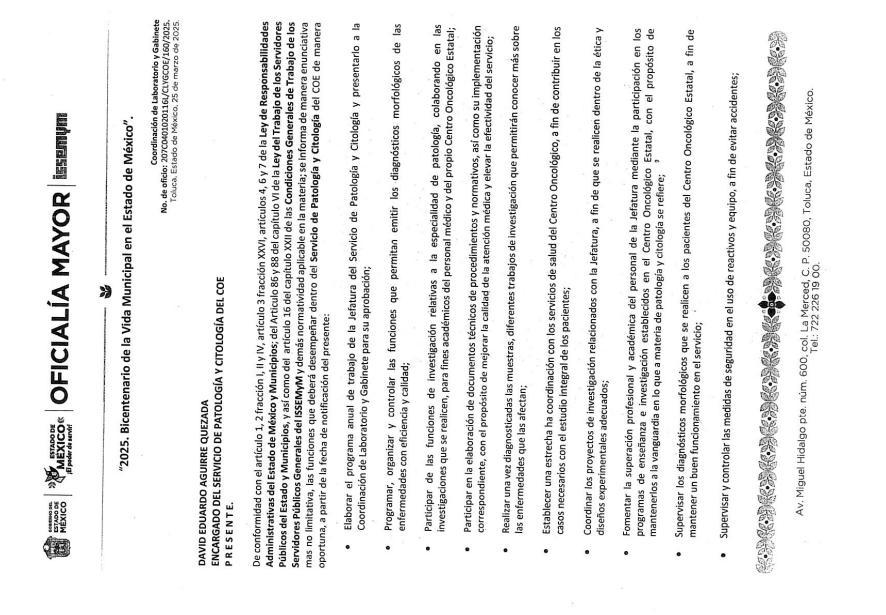 GOBIERNO DEL
ESTADO DE
MÉXICO
ESTADO DE
MÉXICO
¡El poder de servir!
OFICIALÍA MAYOR
issemym
"2025. Bicentenario de la Vida Municipal en el Estado de México".
Coordinación de Laboratorio y Gabinete
No. de oficio: 207C0401020116L/CLYGCOE/160/2025.
Toluca, Estado de México, 25 de marzo de 2025.
DAVID EDUARDO AGUIRRE QUEZADA
ENCARGADO DEL SERVICIO DE PATOLOGÍA Y CITOLOGÍA DEL COE
P R E S E N T E.
De conformidad con el artículo 1, 2 fracción I, II y IV, artículo 3 fracción XXVI, artículos 4, 6 y 7 de la Ley de Responsabilidades
Administrativas del Estado de México y Municipios; del Artículo 86 y 88 del capítulo VI de la Ley del Trabajo de los Servidores
Públicos del Estado y Municipios, y así como del artículo 16 del capítulo XXII de las Condiciones Generales de Trabajo de los
Servidores Públicos Generales del ISSEMyM y demás normatividad aplicable en la materia; se informa de manera enunciativa
mas no limitativa, las funciones que deberá desempeñar dentro del Servicio de Patología y Citología del COE de manera
oportuna, a partir de la fecha de notificación del presente:
• Elaborar el programa anual de trabajo de la Jefatura del Servicio de Patología y Citología y presentarlo a la
Coordinación de Laboratorio y Gabinete para su aprobación;
• Programar, organizar y controlar las funciones que permitan emitir los diagnósticos morfológicos de las
enfermedades con eficiencia y calidad;
• Participar de las funciones de investigación relativas a la especialidad de patología, colaborando en las
investigaciones que se realicen, para fines académicos del personal médico y del propio Centro Oncológico Estatal;
• Participar en la elaboración de documentos técnicos de procedimientos y normativos, así como su implementación
correspondiente, con el propósito de mejorar la calidad de la atención médica y elevar la efectividad del servicio;
• Realizar una vez diagnosticadas las muestras, diferentes trabajos de investigación que permitirán conocer más sobre
las enfermedades que las afectan;
• Establecer una estrecha ha coordinación con los servicios de salud del Centro Oncológico, a fin de contribuir en los
casos necesarios con el estudio integral de los pacientes;
• Coordinar los proyectos de investigación relacionados con la Jefatura, a fin de que se realicen dentro de la ética y
diseños experimentales adecuados;
• Fomentar la superación profesional y académica del personal de la Jefatura mediante la participación en los
programas de enseñanza e investigación establecidos en el Centro Oncológico Estatal, con el propósito de
mantenerlos a la vanguardia en lo que a materia de patología y citología se refiere;
• Supervisar los diagnósticos morfológicos que se realicen a los pacientes del Centro Oncológico Estatal, a fin de
mantener un buen funcionamiento en el servicio;
• Supervisar y controlar las medidas de seguridad en el uso de reactivos y equipo, a fin de evitar accidentes;
Av. Miguel Hidalgo pte. núm. 600, col. La Merced, C. P. 50080, Toluca, Estado de México.
Tel.: 722 226 19 00.